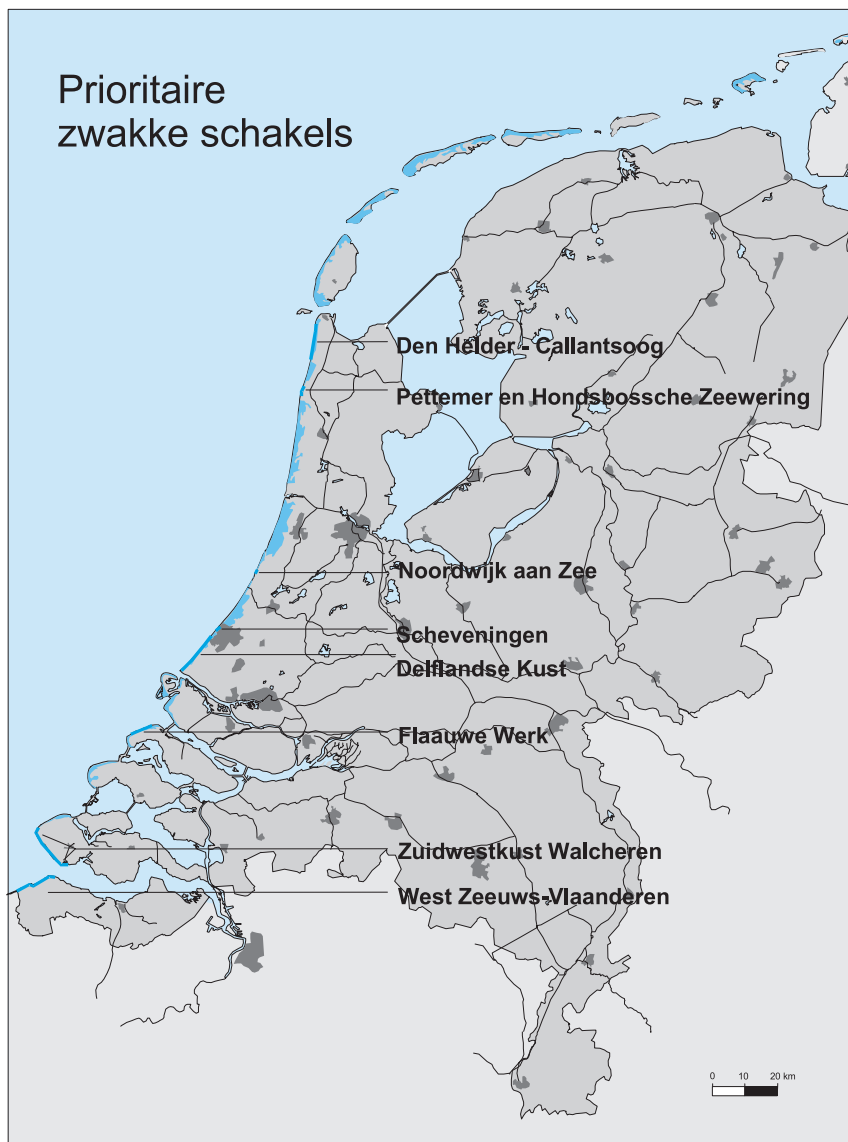 Prioritaire
zwakke schakels
Den Helder - Callantsoog
Pettemer en Hondsbossche Zeewering
Noordwijk aan Zee
Scheveningen
Delflandse Kust
Flaauwe Werk
Zuidwestkust Walcheren
West Zeeuws-Vlaanderen
0 10 20 km